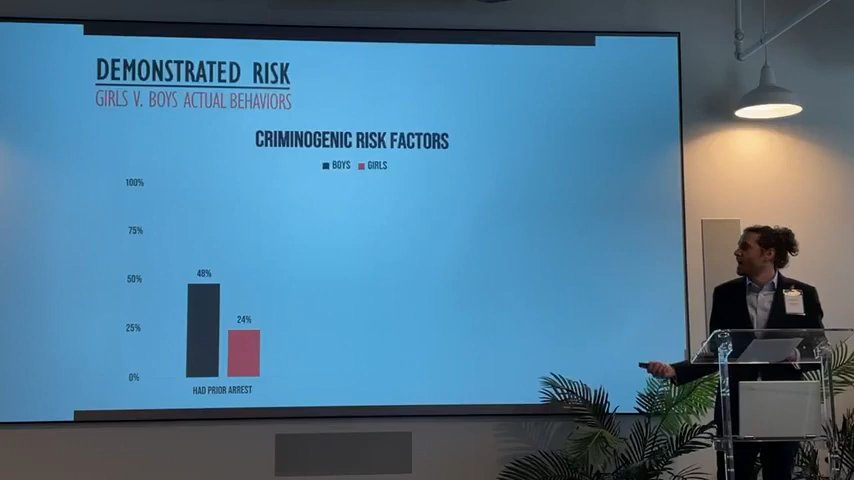 DEMONSTRATED RISK
GIRLS V. BOYS ACTUAL BEHAVIORS
CRIMINOGENIC RISK FACTORS
BOYS GIRLS
100%
75%
50%
48%
25%
24%
0%
HAD PRIOR ARREST